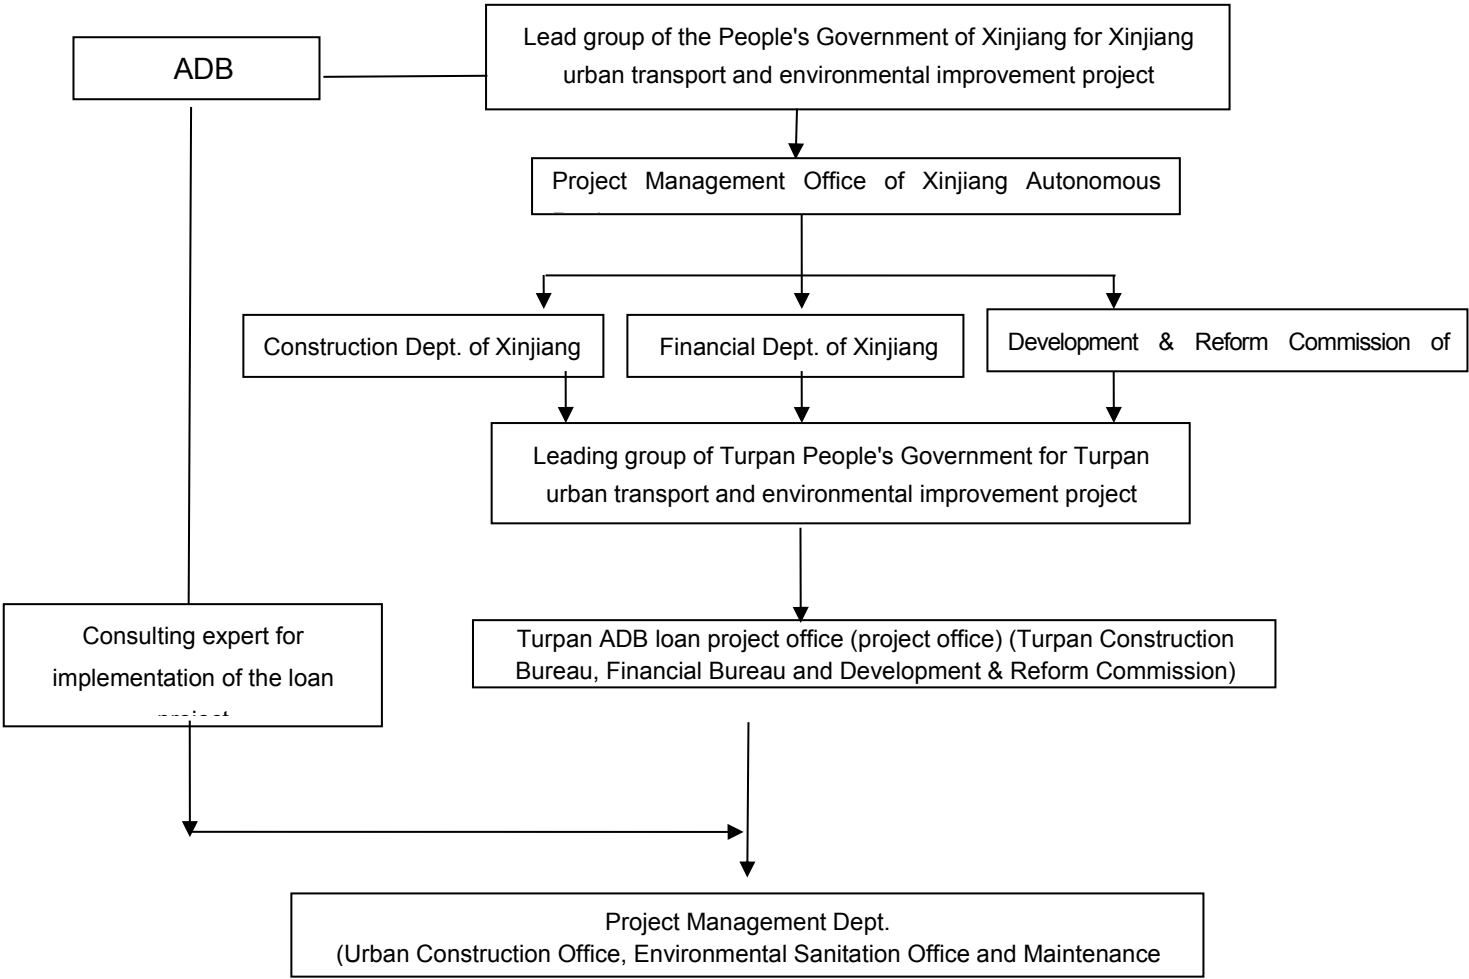 Lead group of the People's Government of Xinjiang for Xinjiang
urban transport and environmental improvement project
ADB
Project Management Office of Xinjiang Autonomous
Construction Dept. of Xinjiang
Financial Dept. of Xinjiang
Development & Reform Commission of
Leading group of Turpan People's Government for Turpan
urban transport and environmental improvement project
Consulting expert for
implementation of the loan
Turpan ADB loan project office (project office) (Turpan Construction
Bureau, Financial Bureau and Development & Reform Commission)
Project Management Dept.
(Urban Construction Office, Environmental Sanitation Office and Maintenance